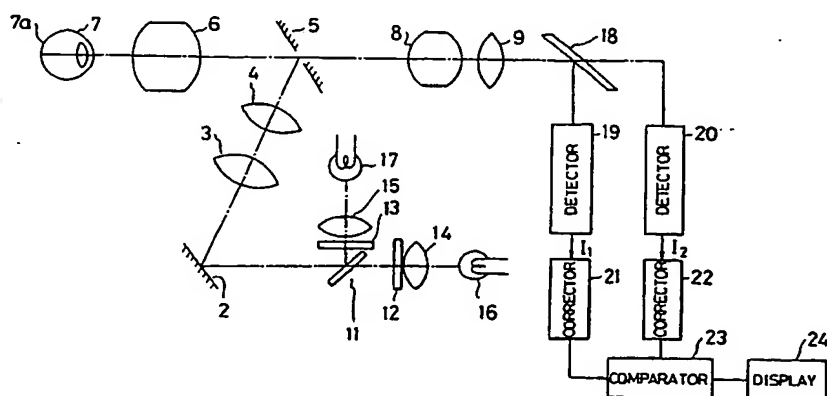 7a
7
6
5
8
9
18
4
3
17
15
13
14
2
11
12
16
19
20
DETECTOR
DETECTOR
I1
I2
21
22
CORRECTOR
CORRECTOR
23
24
COMPARATOR
DISPLAY